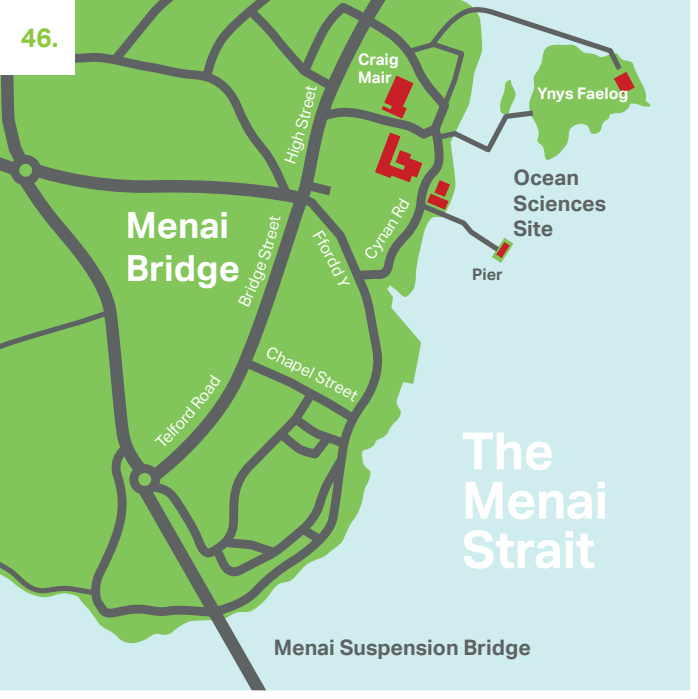 46.
Craig
Mair
Ynys Faelog
High Street
Ocean
Sciences
Site
Menai
Bridge
Bridge Street
Ffordd Y
Cynan Rd
Pier
Chapel Street
Telford Road
The
Menai
Strait
Menai Suspension Bridge